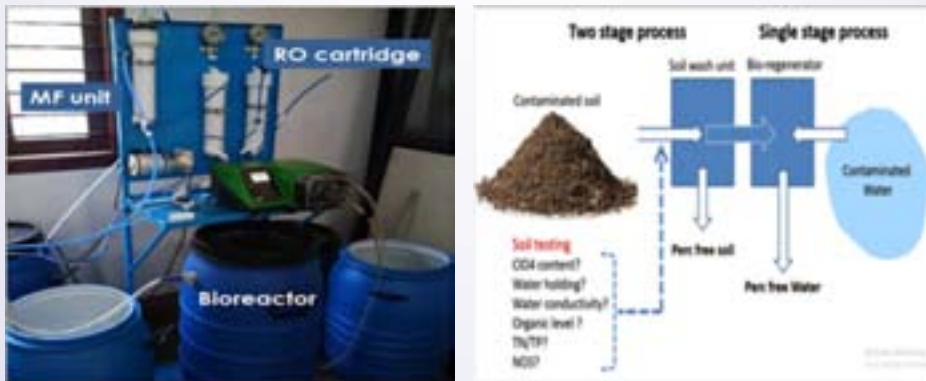 RO cartridge
MF unit
Bioreactor
Two stage process
Single stage process
Soil wash unit
Bio-regenerator
Contaminated soil
Contaminated
Water
Soil testing
ClO4 content?
Water holding?
Water conductivity?
Organic level ?
TN/TP?
NO3?
Perc free soil
Perc free Water